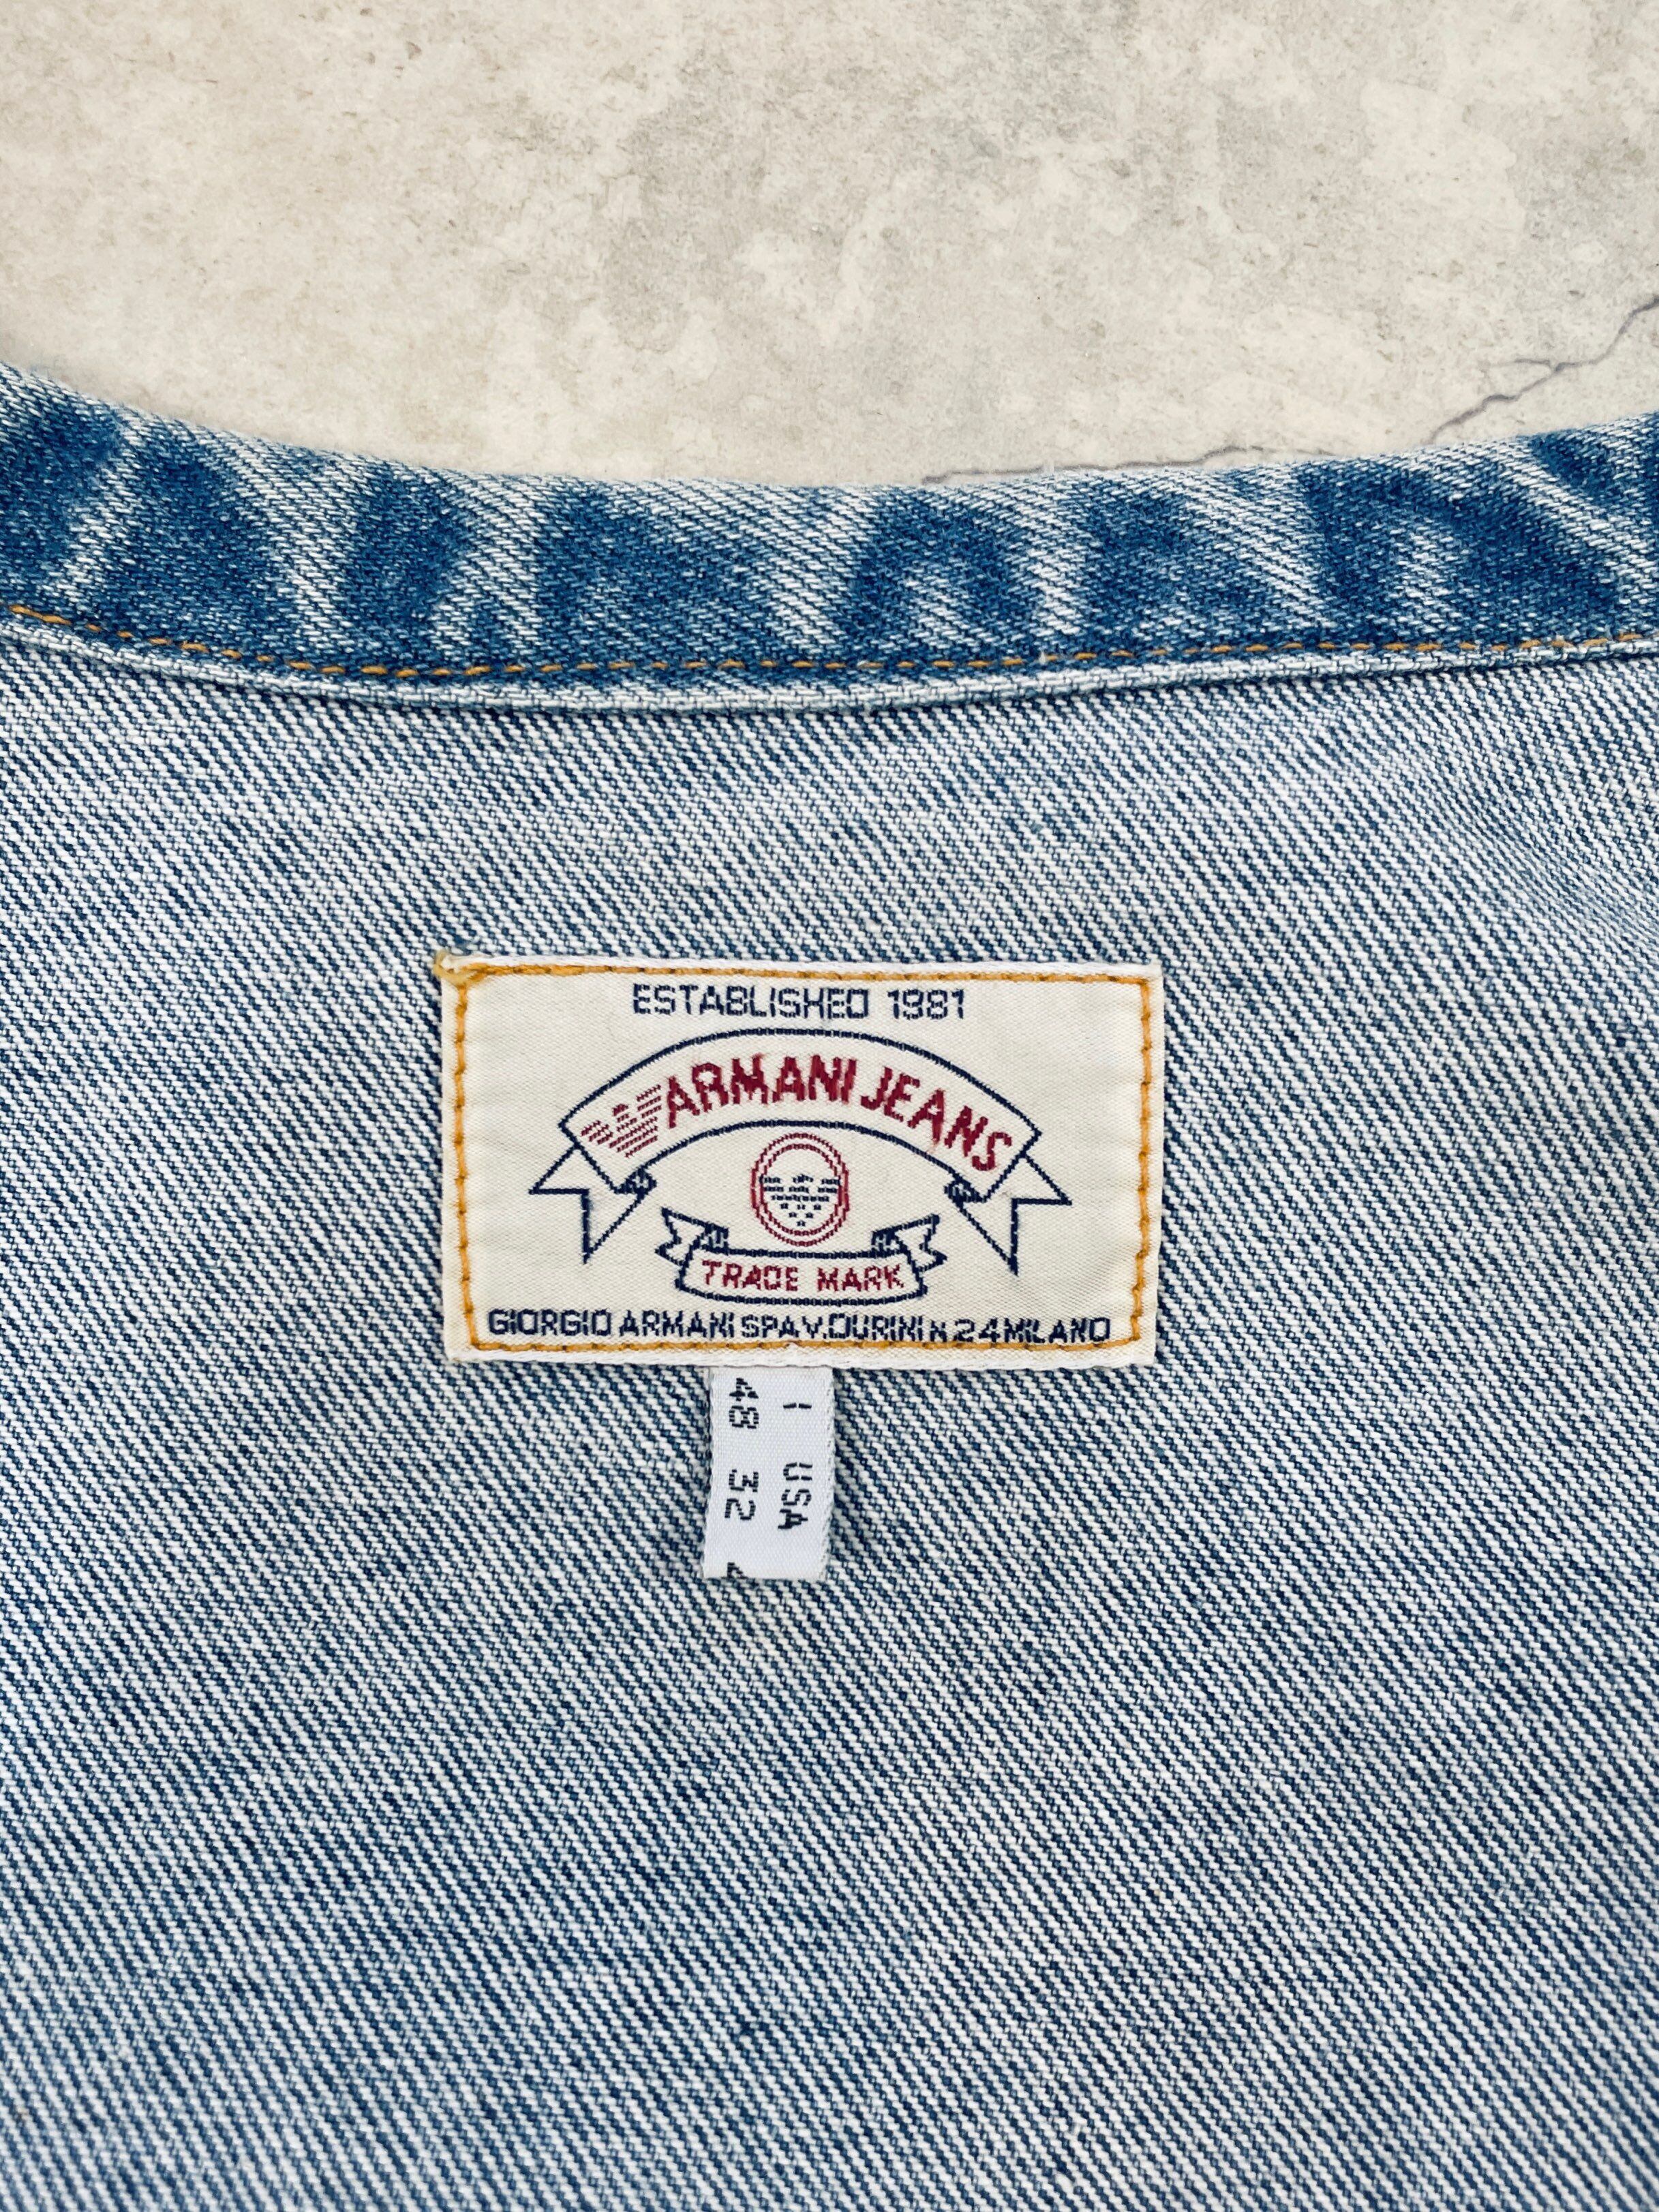 ESTABLISHED 1981
ARMANI JEANS
TRADE MARK
GIORGIO ARMANI SPA V. DURINI N 24 MILANO
I USA
48 32